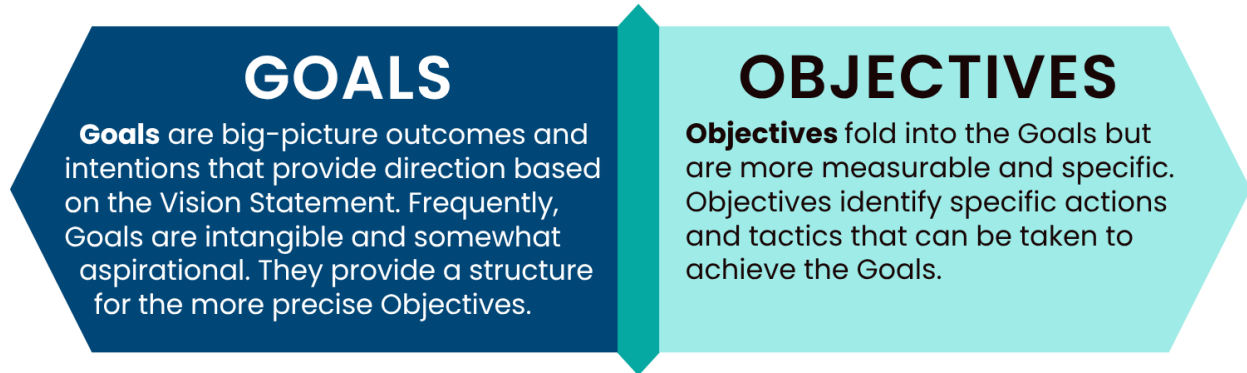 GOALS
Goals are big-picture outcomes and
intentions that provide direction based
on the Vision Statement. Frequently,
Goals are intangible and somewhat
aspirational. They provide a structure
for the more precise Objectives.
OBJECTIVES
Objectives fold into the Goals but
are more measurable and specific.
Objectives identify specific actions
and tactics that can be taken to
achieve the Goals.